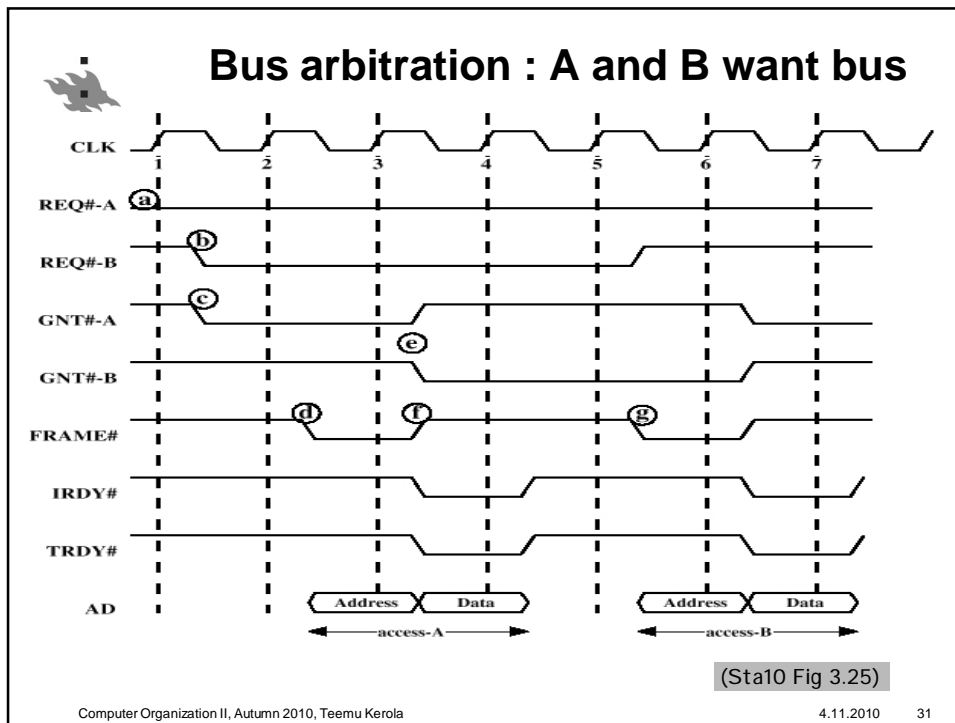 Bus arbitration : A and B want bus
CLK
1 2 3 4 5 6 7
REQ#-A
a
REQ#-B
b
GNT#-A
c
e
GNT#-B
FRAME#
d f g
IRDY#
TRDY#
AD
Address Data Address Data
access-A access-B
(Sta10 Fig 3.25)
Computer Organization II, Autumn 2010, Teemu Kerola 4.11.2010 31